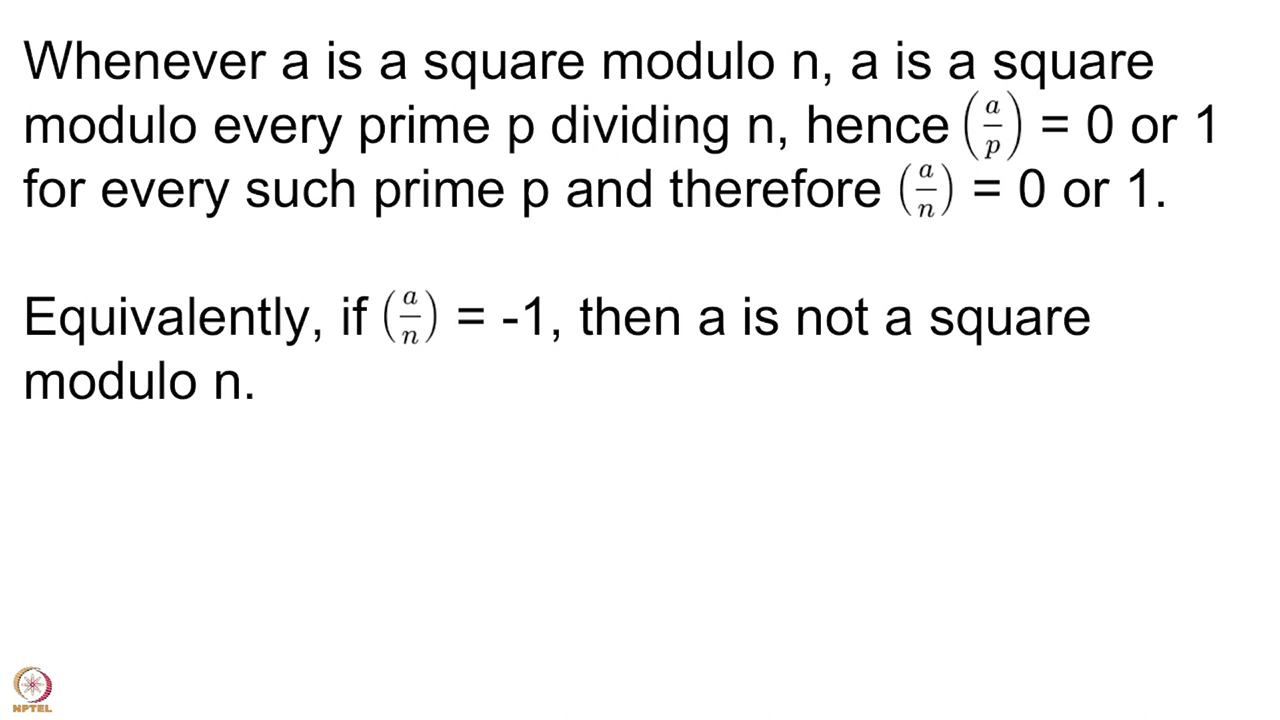 Whenever a is a square modulo n, a is a square
modulo every prime p dividing n, hence (a/p) = 0 or 1
for every such prime p and therefore (a/n) = 0 or 1.
Equivalently, if (a/n) = -1, then a is not a square
modulo n.
NPTEL